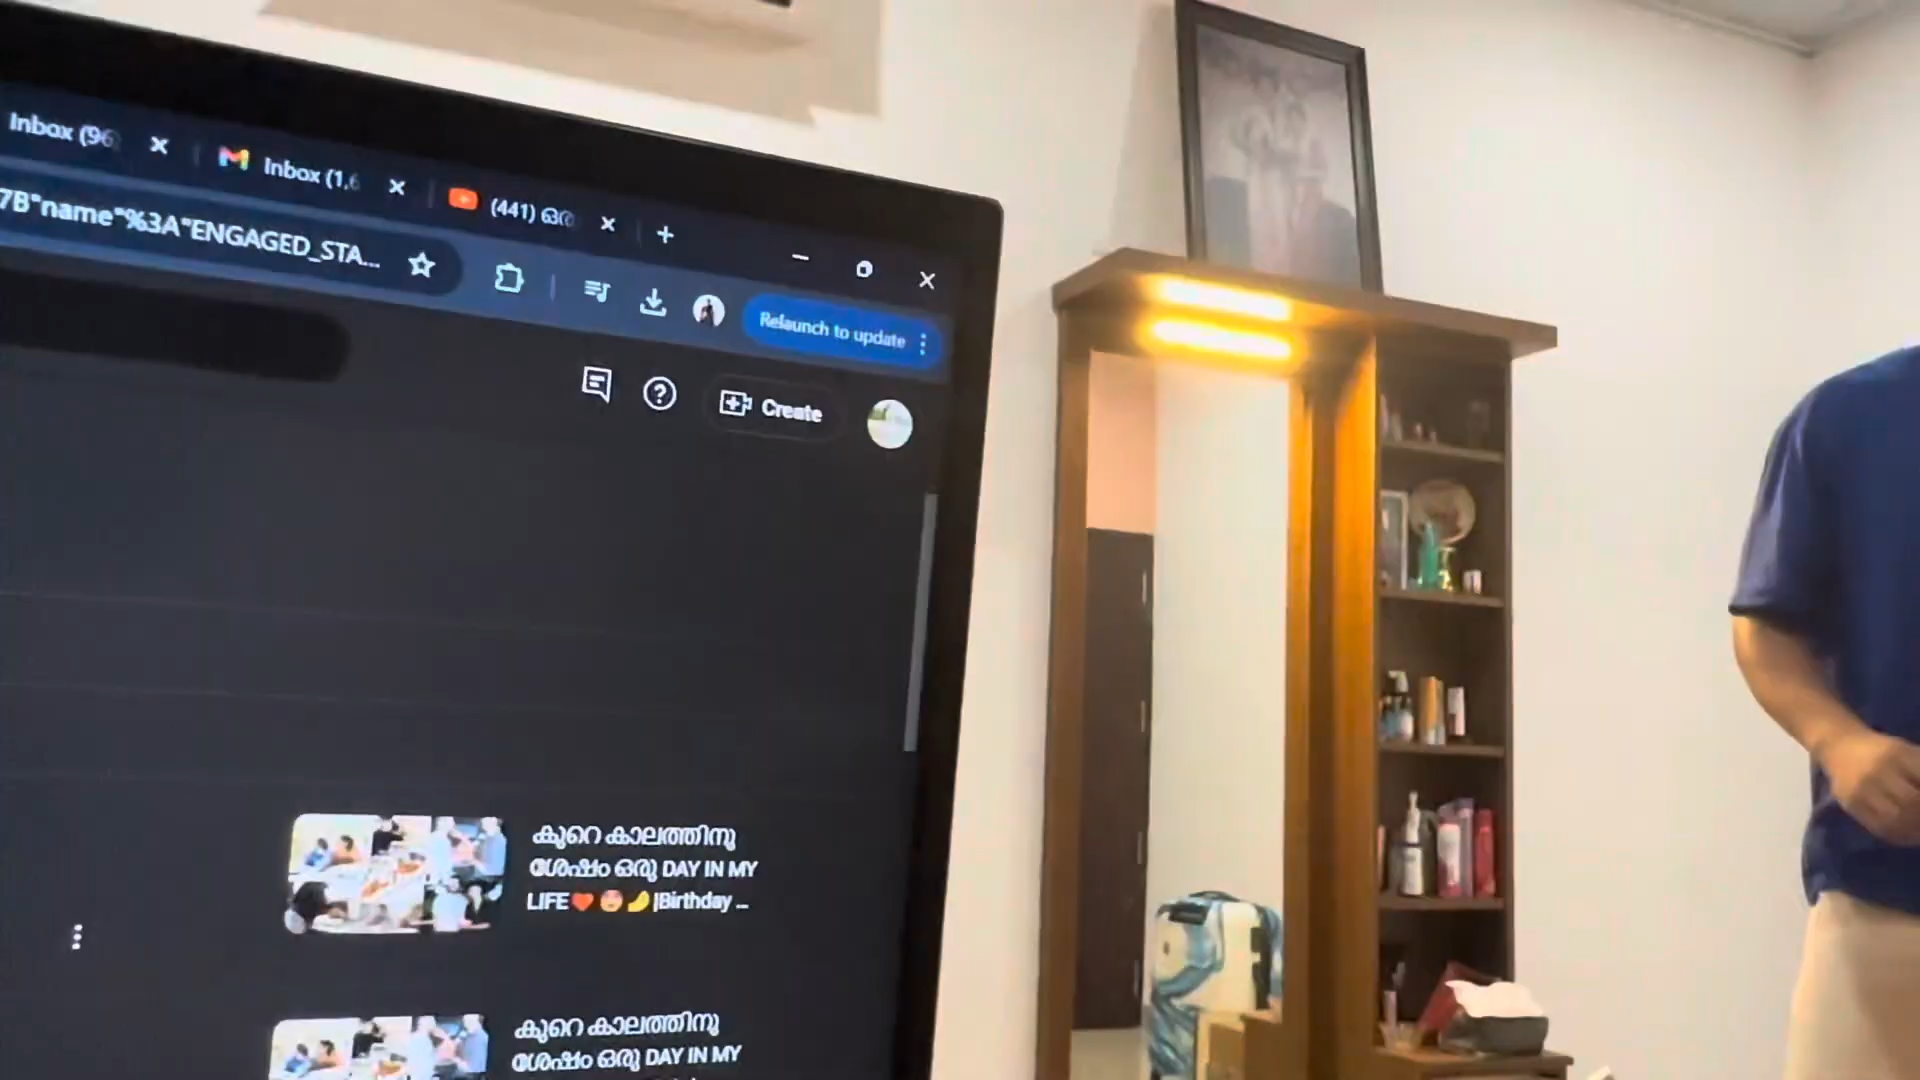 Inbox (96
Inbox (1,6
(441) ഒരു
7B"name"%3A"ENGAGED_STA...
Relaunch to update
Create
കുറെ കാലത്തിനു
ശേഷം ഒരു DAY IN MY
LIFE❤️😍🤌|Birthday ...
കുറെ കാലത്തിനു
ശേഷം ഒരു DAY IN MY